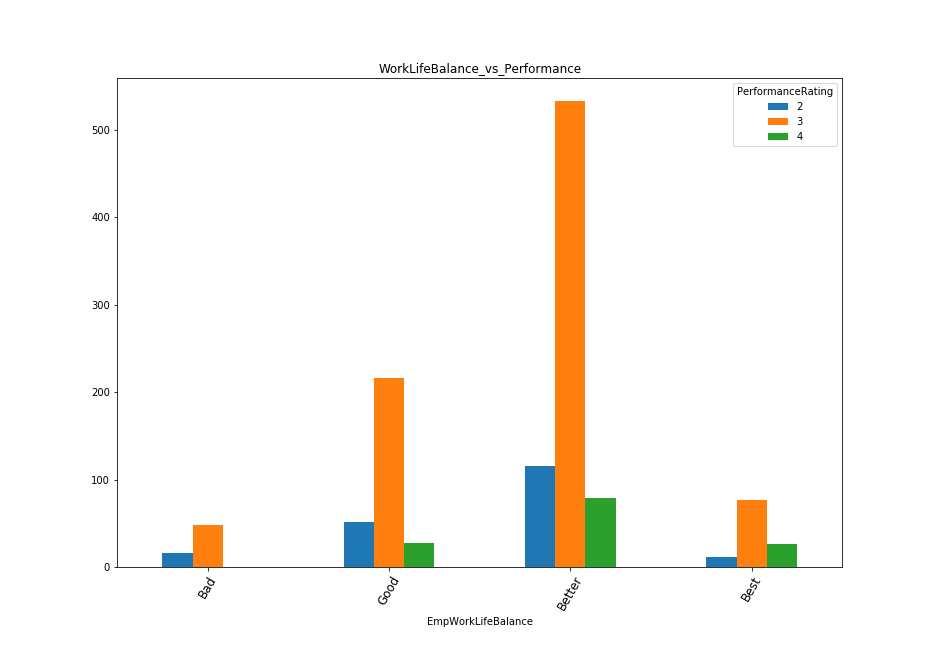 WorkLifeBalance_vs_Performance
PerformanceRating
2
3
4
500
400
300
200
100
0
Bad
Good
Better
Best
EmpWorkLifeBalance